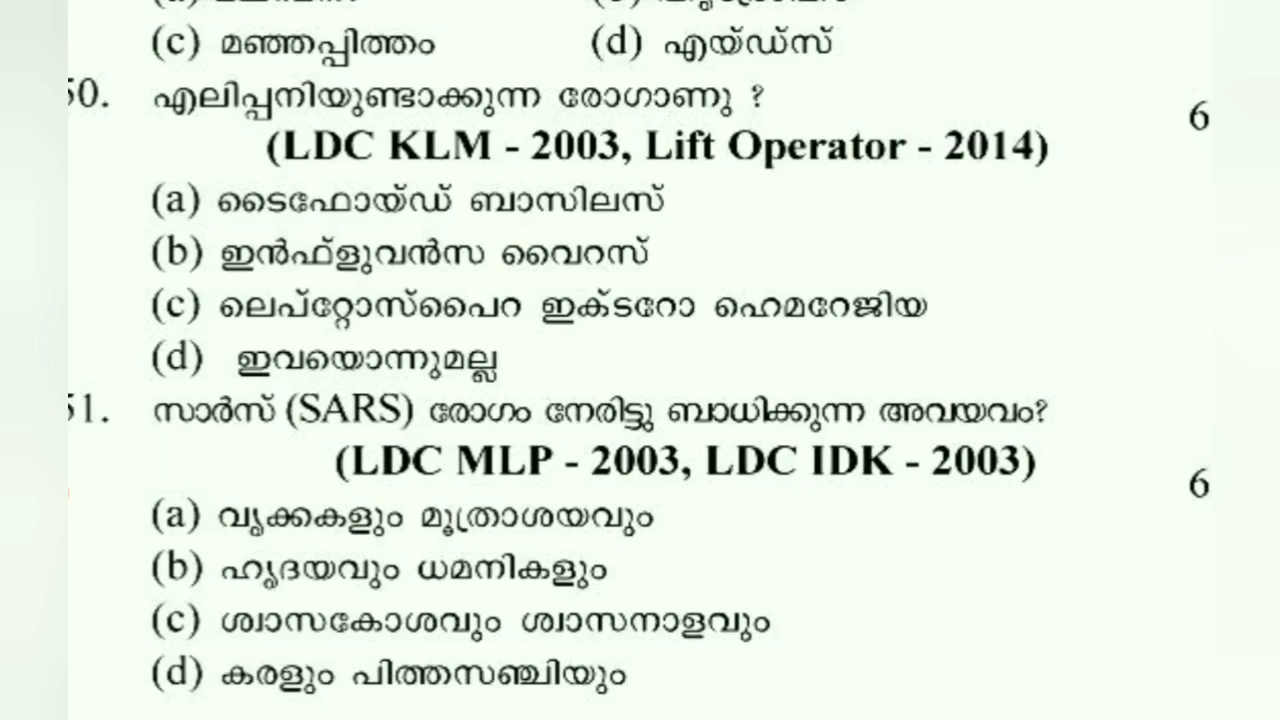 (c) മഞ്ഞപ്പിത്തം (d) എയ്ഡ്സ്
50. എലിപ്പനിയുണ്ടാക്കുന്ന രോഗാണു ?
6
(LDC KLM - 2003, Lift Operator - 2014)
(a) ടൈഫോയ്ഡ് ബാസിലസ്
(b) ഇൻഫ്ളുവൻസ വൈറസ്
(c) ലെപ്റ്റോസ്പൈറ ഇക്ടറോ ഹെമറേജിയ
(d) ഇവയൊന്നുമല്ല
51. സാർസ് (SARS) രോഗം നേരിട്ടു ബാധിക്കുന്ന അവയവം?
(LDC MLP - 2003, LDC IDK - 2003)
6
(a) വൃക്കകളും മൂത്രാശയവും
(b) ഹൃദയവും ധമനികളും
(c) ശ്വാസകോശവും ശ്വാസനാളവും
(d) കരളും പിത്തസഞ്ചിയും